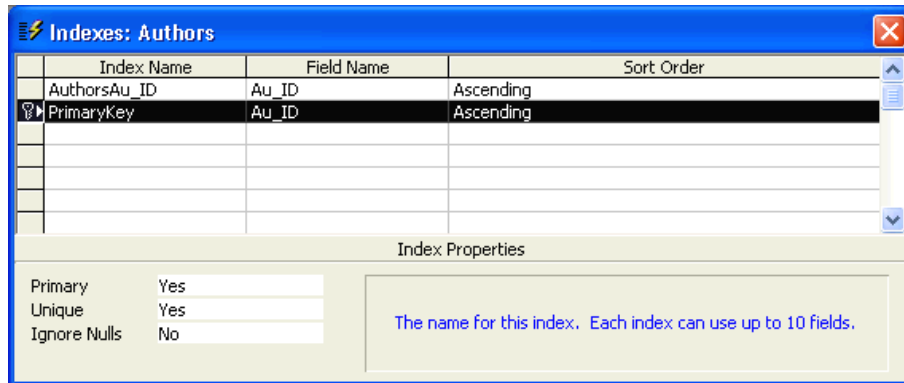 Indexes: Authors
Index Name Field Name Sort Order
AuthorsAu_ID Au_ID Ascending
PrimaryKey Au_ID Ascending
Index Properties
Primary Yes
Unique Yes
Ignore Nulls No
The name for this index. Each index can use up to 10 fields.